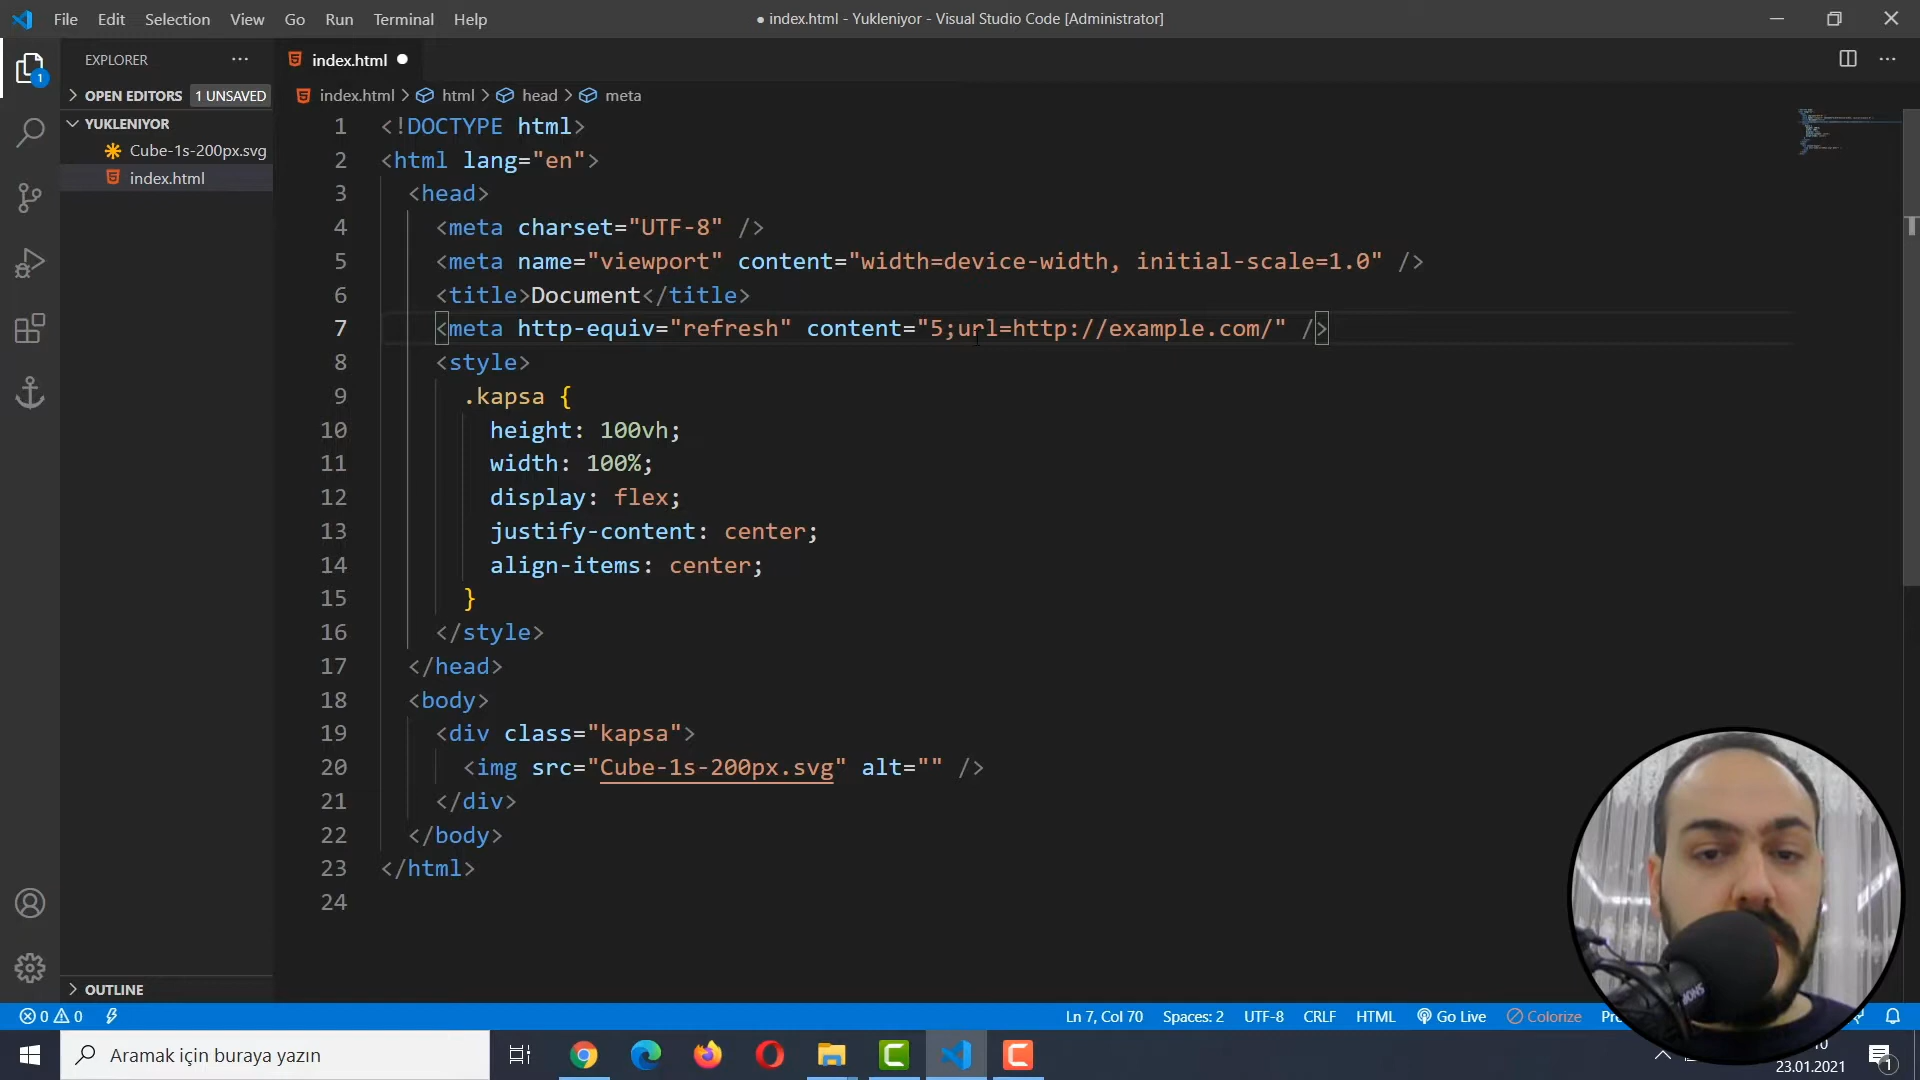 File Edit Selection View Go Run Terminal Help
● index.html - Yukleniyor - Visual Studio Code [Administrator]
EXPLORER
index.html
OPEN EDITORS 1 UNSAVED
index.html > html > head > meta
YUKLENIYOR
Cube-1s-200px.svg
index.html
1 <!DOCTYPE html>
2 <html lang="en">
3 <head>
4 <meta charset="UTF-8" />
5 <meta name="viewport" content="width=device-width, initial-scale=1.0" />
6 <title>Document</title>
7 <meta http-equiv="refresh" content="5;url=http://example.com/" />
8 <style>
9 .kapsa {
10 height: 100vh;
11 width: 100%;
12 display: flex;
13 justify-content: center;
14 align-items: center;
15 }
16 </style>
17 </head>
18 <body>
19 <div class="kapsa">
20 <img src="Cube-1s-200px.svg" alt="" />
21 </div>
22 </body>
23 </html>
24
OUTLINE
0 0 Ln 7, Col 70 Spaces: 2 UTF-8 CRLF HTML Go Live Colorize
Aramak için buraya yazın
23.01.2021
1